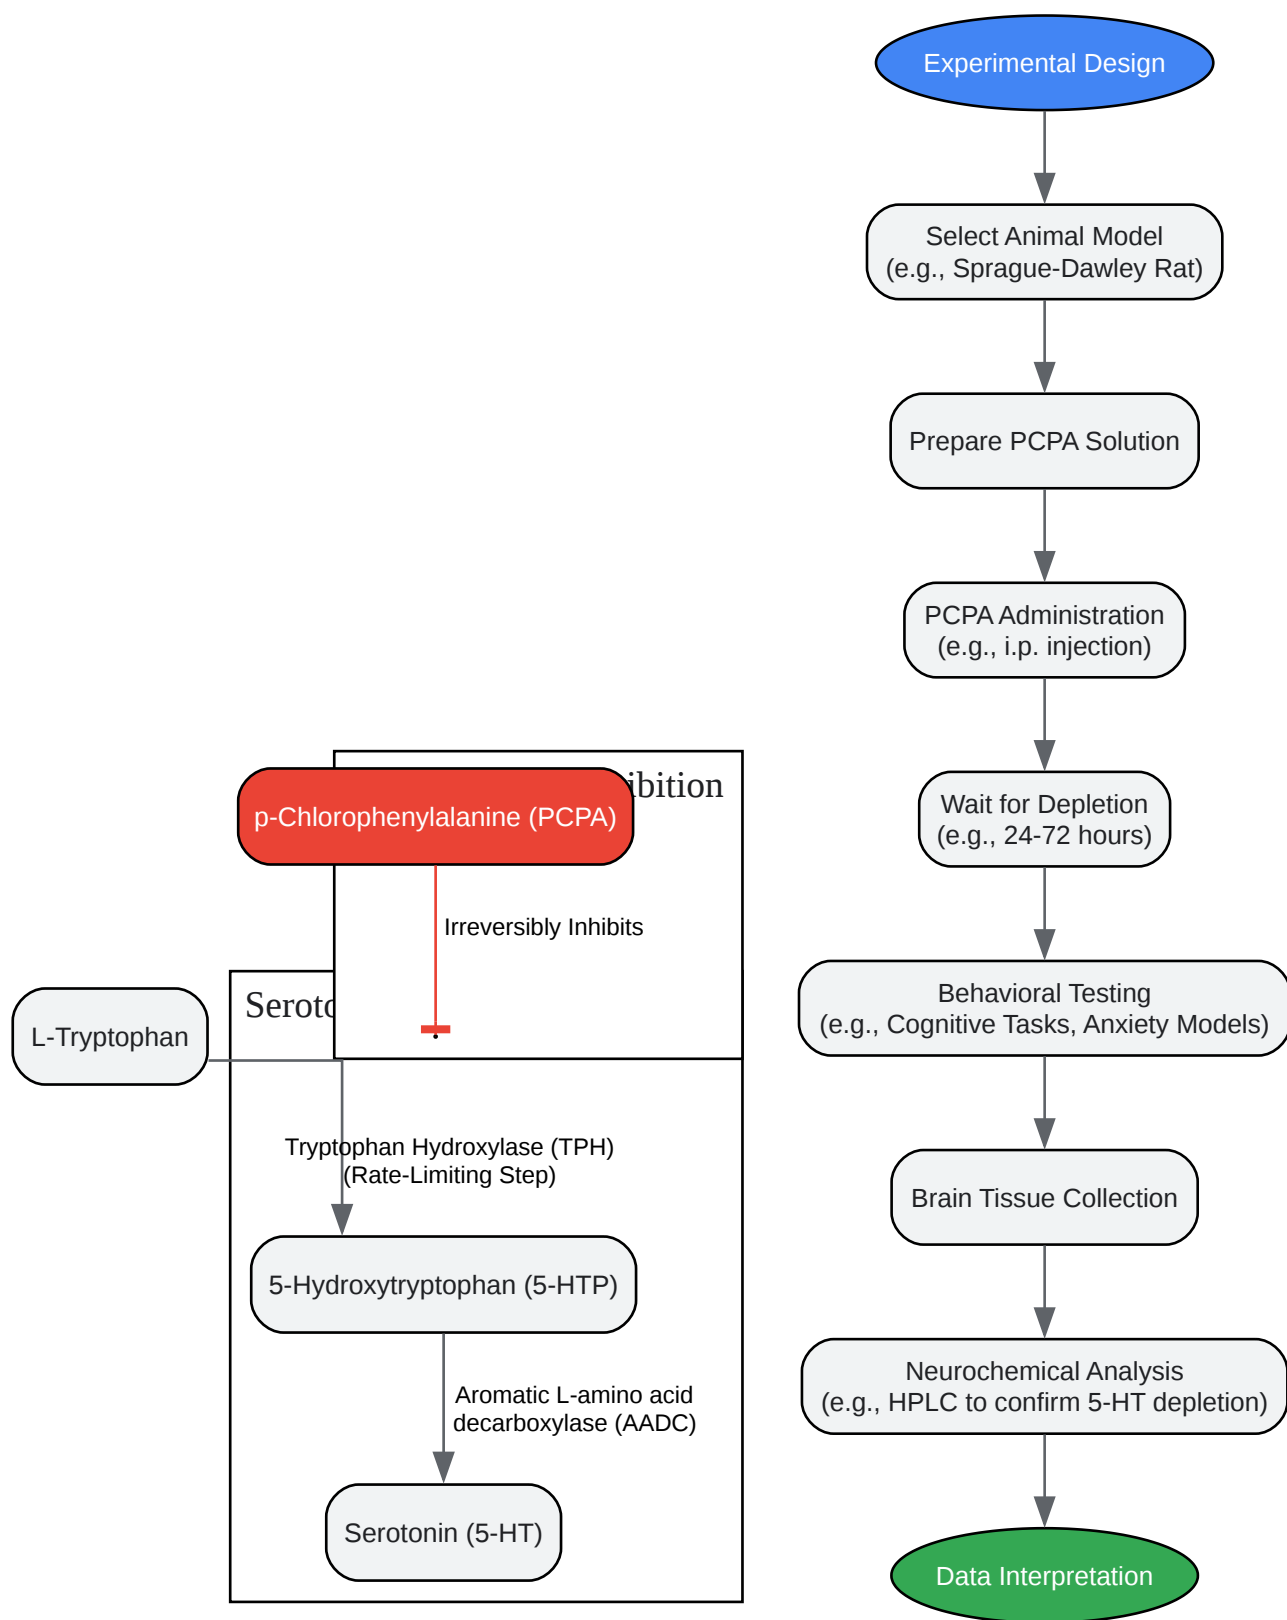 Experimental Design
Select Animal Model
(e.g., Sprague-Dawley Rat)
Prepare PCPA Solution
PCPA Administration
(e.g., i.p. injection)
Wait for Depletion
(e.g., 24-72 hours)
Behavioral Testing
(e.g., Cognitive Tasks, Anxiety Models)
Brain Tissue Collection
Neurochemical Analysis
(e.g., HPLC to confirm 5-HT depletion)
Data Interpretation
p-Chlorophenylalanine (PCPA)
Irreversibly Inhibits
L-Tryptophan
Tryptophan Hydroxylase (TPH)
(Rate-Limiting Step)
5-Hydroxytryptophan (5-HTP)
Aromatic L-amino acid
decarboxylase (AADC)
Serotonin (5-HT)